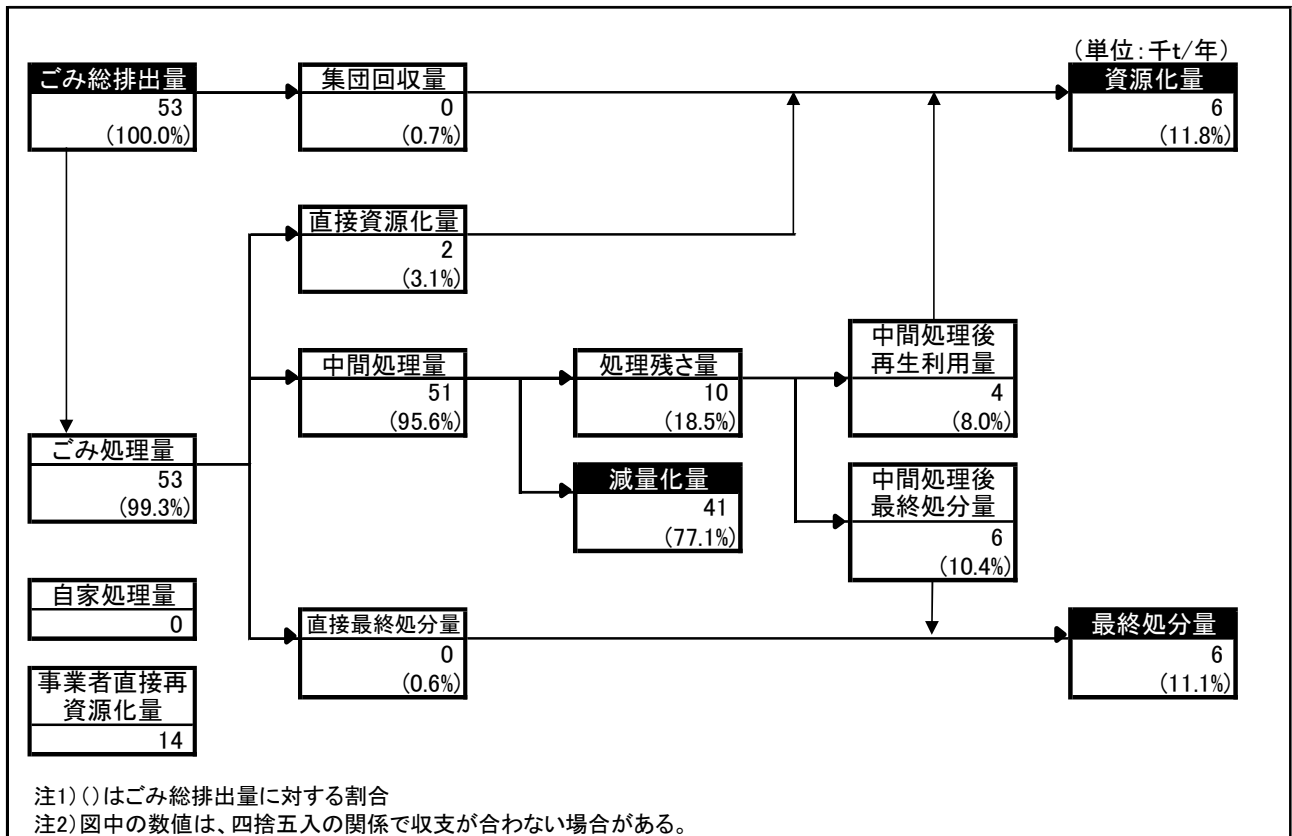 (単位:千t/年)
ごみ総排出量
53
(100.0%)
集団回収量
0
(0.7%)
資源化量
6
(11.8%)
直接資源化量
2
(3.1%)
中間処理量
51
(95.6%)
処理残さ量
10
(18.5%)
中間処理後
再生利用量
4
(8.0%)
ごみ処理量
53
(99.3%)
減量化量
41
(77.1%)
中間処理後
最終処分量
6
(10.4%)
自家処理量
0
直接最終処分量
0
(0.6%)
最終処分量
6
(11.1%)
事業者直接再
資源化量
14
注1)()はごみ総排出量に対する割合
注2)図中の数値は、四捨五入の関係で収支が合わない場合がある。